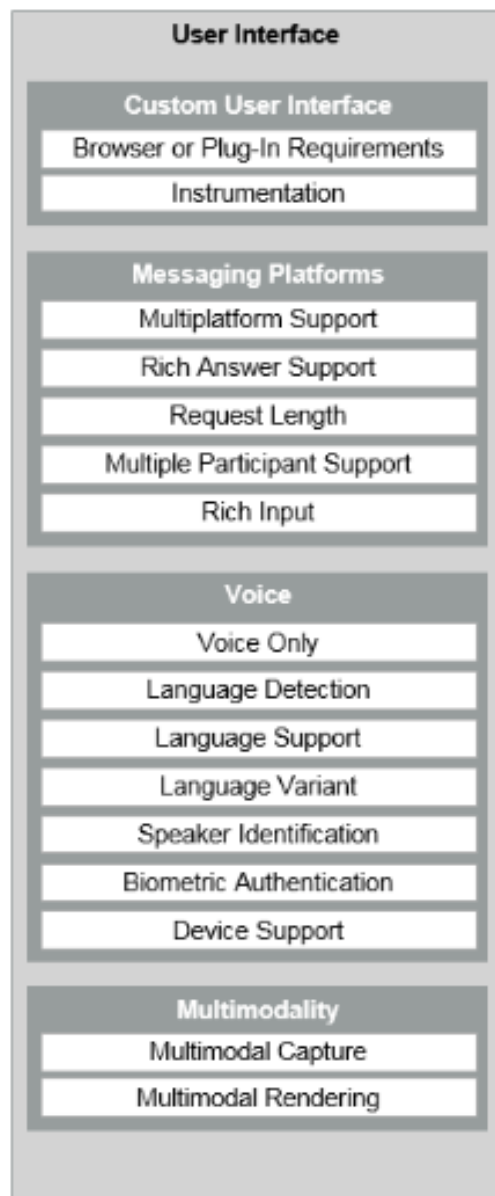 User Interface
Custom User Interface
Browser or Plug-In Requirements
Instrumentation
Messaging Platforms
Multiplatform Support
Rich Answer Support
Request Length
Multiple Participant Support
Rich Input
Voice
Voice Only
Language Detection
Language Support
Language Variant
Speaker Identification
Biometric Authentication
Device Support
Multimodality
Multimodal Capture
Multimodal Rendering